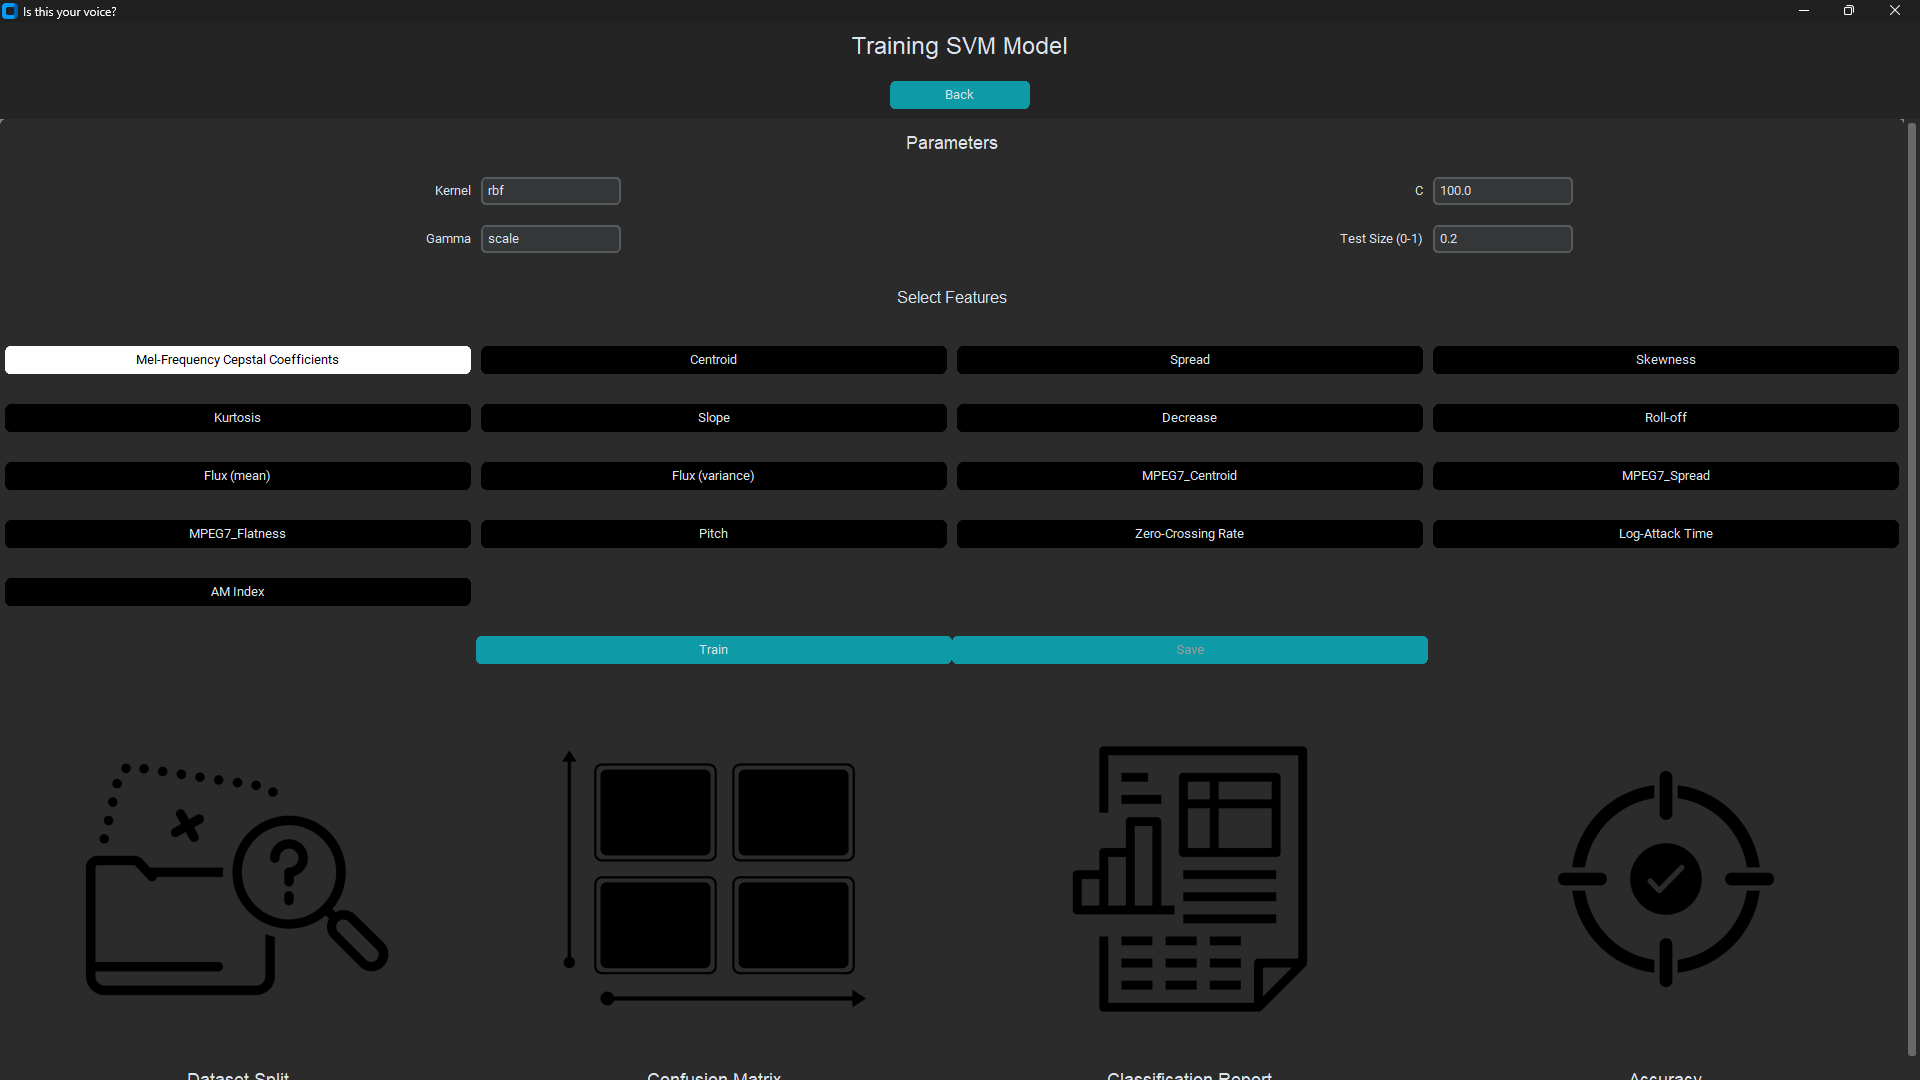 Is this your voice?
Training SVM Model
Back
Parameters
Kernel rbf C 100.0
Gamma scale Test Size (0-1) 0.2
Select Features
Mel-Frequency Cepstal Coefficients Centroid Spread Skewness
Kurtosis Slope Decrease Roll-off
Flux (mean) Flux (variance) MPEG7_Centroid MPEG7_Spread
MPEG7_Flatness Pitch Zero-Crossing Rate Log-Attack Time
AM Index
Train Save
?
Dataset Split Confusion Matrix Classification Report Accuracy